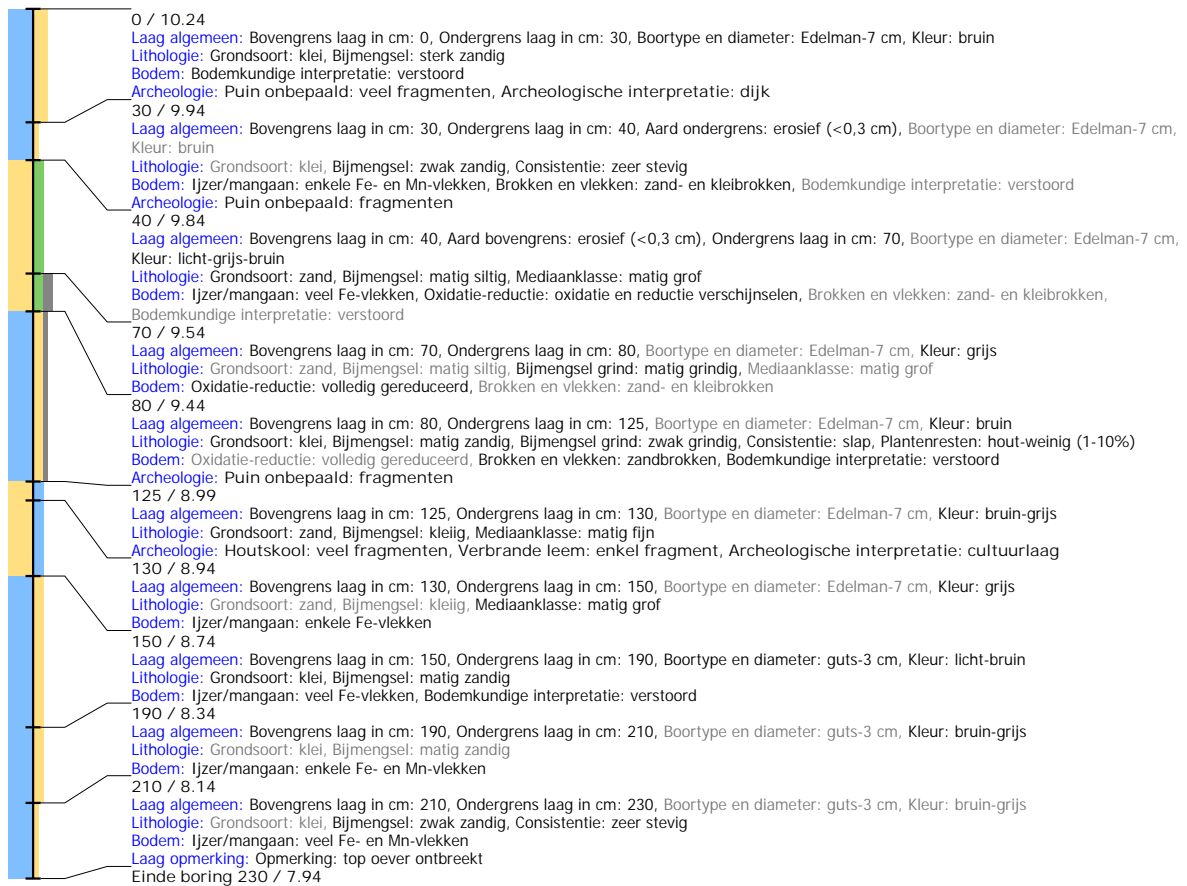 0 / 10.24
Laag algemeen: Bovengrens laag in cm: 0, Ondergrens laag in cm: 30, Boortype en diameter: Edelman-7 cm, Kleur: bruin
Lithologie: Grondsoort: klei, Bijmengsel: sterk zandig
Bodem: Bodemkundige interpretatie: verstoord
Archeologie: Puin onbepaald: veel fragmenten, Archeologische interpretatie: dijk
30 / 9.94
Laag algemeen: Bovengrens laag in cm: 30, Ondergrens laag in cm: 40, Aard ondergrens: erosief (<0,3 cm), Boortype en diameter: Edelman-7 cm,
Kleur: bruin
Lithologie: Grondsoort: klei, Bijmengsel: zwak zandig, Consistentie: zeer stevig
Bodem: Ijzer/mangaan: enkele Fe- en Mn-vlekken, Brokken en vlekken: zand- en kleibrokken, Bodemkundige interpretatie: verstoord
Archeologie: Puin onbepaald: fragmenten
40 / 9.84
Laag algemeen: Bovengrens laag in cm: 40, Aard bovengrens: erosief (<0,3 cm), Ondergrens laag in cm: 70, Boortype en diameter: Edelman-7 cm,
Kleur: licht-grijs-bruin
Lithologie: Grondsoort: zand, Bijmengsel: matig siltig, Mediaanklasse: matig grof
Bodem: Ijzer/mangaan: veel Fe-vlekken, Oxidatie-reductie: oxidatie en reductie verschijnselen, Brokken en vlekken: zand- en kleibrokken,
Bodemkundige interpretatie: verstoord
70 / 9.54
Laag algemeen: Bovengrens laag in cm: 70, Ondergrens laag in cm: 80, Boortype en diameter: Edelman-7 cm, Kleur: grijs
Lithologie: Grondsoort: zand, Bijmengsel: matig siltig, Bijmengsel grind: matig grindig, Mediaanklasse: matig grof
Bodem: Oxidatie-reductie: volledig gereduceerd, Brokken en vlekken: zand- en kleibrokken
80 / 9.44
Laag algemeen: Bovengrens laag in cm: 80, Ondergrens laag in cm: 125, Boortype en diameter: Edelman-7 cm, Kleur: bruin
Lithologie: Grondsoort: klei, Bijmengsel: matig zandig, Bijmengsel grind: zwak grindig, Consistentie: slap, Plantenresten: hout-weinig (1-10%)
Bodem: Oxidatie-reductie: volledig gereduceerd, Brokken en vlekken: zandbrokken, Bodemkundige interpretatie: verstoord
Archeologie: Puin onbepaald: fragmenten
125 / 8.99
Laag algemeen: Bovengrens laag in cm: 125, Ondergrens laag in cm: 130, Boortype en diameter: Edelman-7 cm, Kleur: bruin-grijs
Lithologie: Grondsoort: zand, Bijmengsel: kleiig, Mediaanklasse: matig fijn
Archeologie: Houtskool: veel fragmenten, Verbrande leem: enkel fragment, Archeologische interpretatie: cultuurlaag
130 / 8.94
Laag algemeen: Bovengrens laag in cm: 130, Ondergrens laag in cm: 150, Boortype en diameter: Edelman-7 cm, Kleur: grijs
Lithologie: Grondsoort: zand, Bijmengsel: kleiig, Mediaanklasse: matig grof
Bodem: Ijzer/mangaan: enkele Fe-vlekken
150 / 8.74
Laag algemeen: Bovengrens laag in cm: 150, Ondergrens laag in cm: 190, Boortype en diameter: guts-3 cm, Kleur: licht-bruin
Lithologie: Grondsoort: klei, Bijmengsel: matig zandig
Bodem: Ijzer/mangaan: veel Fe-vlekken, Bodemkundige interpretatie: verstoord
190 / 8.34
Laag algemeen: Bovengrens laag in cm: 190, Ondergrens laag in cm: 210, Boortype en diameter: guts-3 cm, Kleur: bruin-grijs
Lithologie: Grondsoort: klei, Bijmengsel: matig zandig
Bodem: Ijzer/mangaan: enkele Fe- en Mn-vlekken
210 / 8.14
Laag algemeen: Bovengrens laag in cm: 210, Ondergrens laag in cm: 230, Boortype en diameter: guts-3 cm, Kleur: bruin-grijs
Lithologie: Grondsoort: klei, Bijmengsel: zwak zandig, Consistentie: zeer stevig
Bodem: Ijzer/mangaan: veel Fe- en Mn-vlekken
Laag opmerking: Opmerking: top oever ontbreekt
Einde boring 230 / 7.94